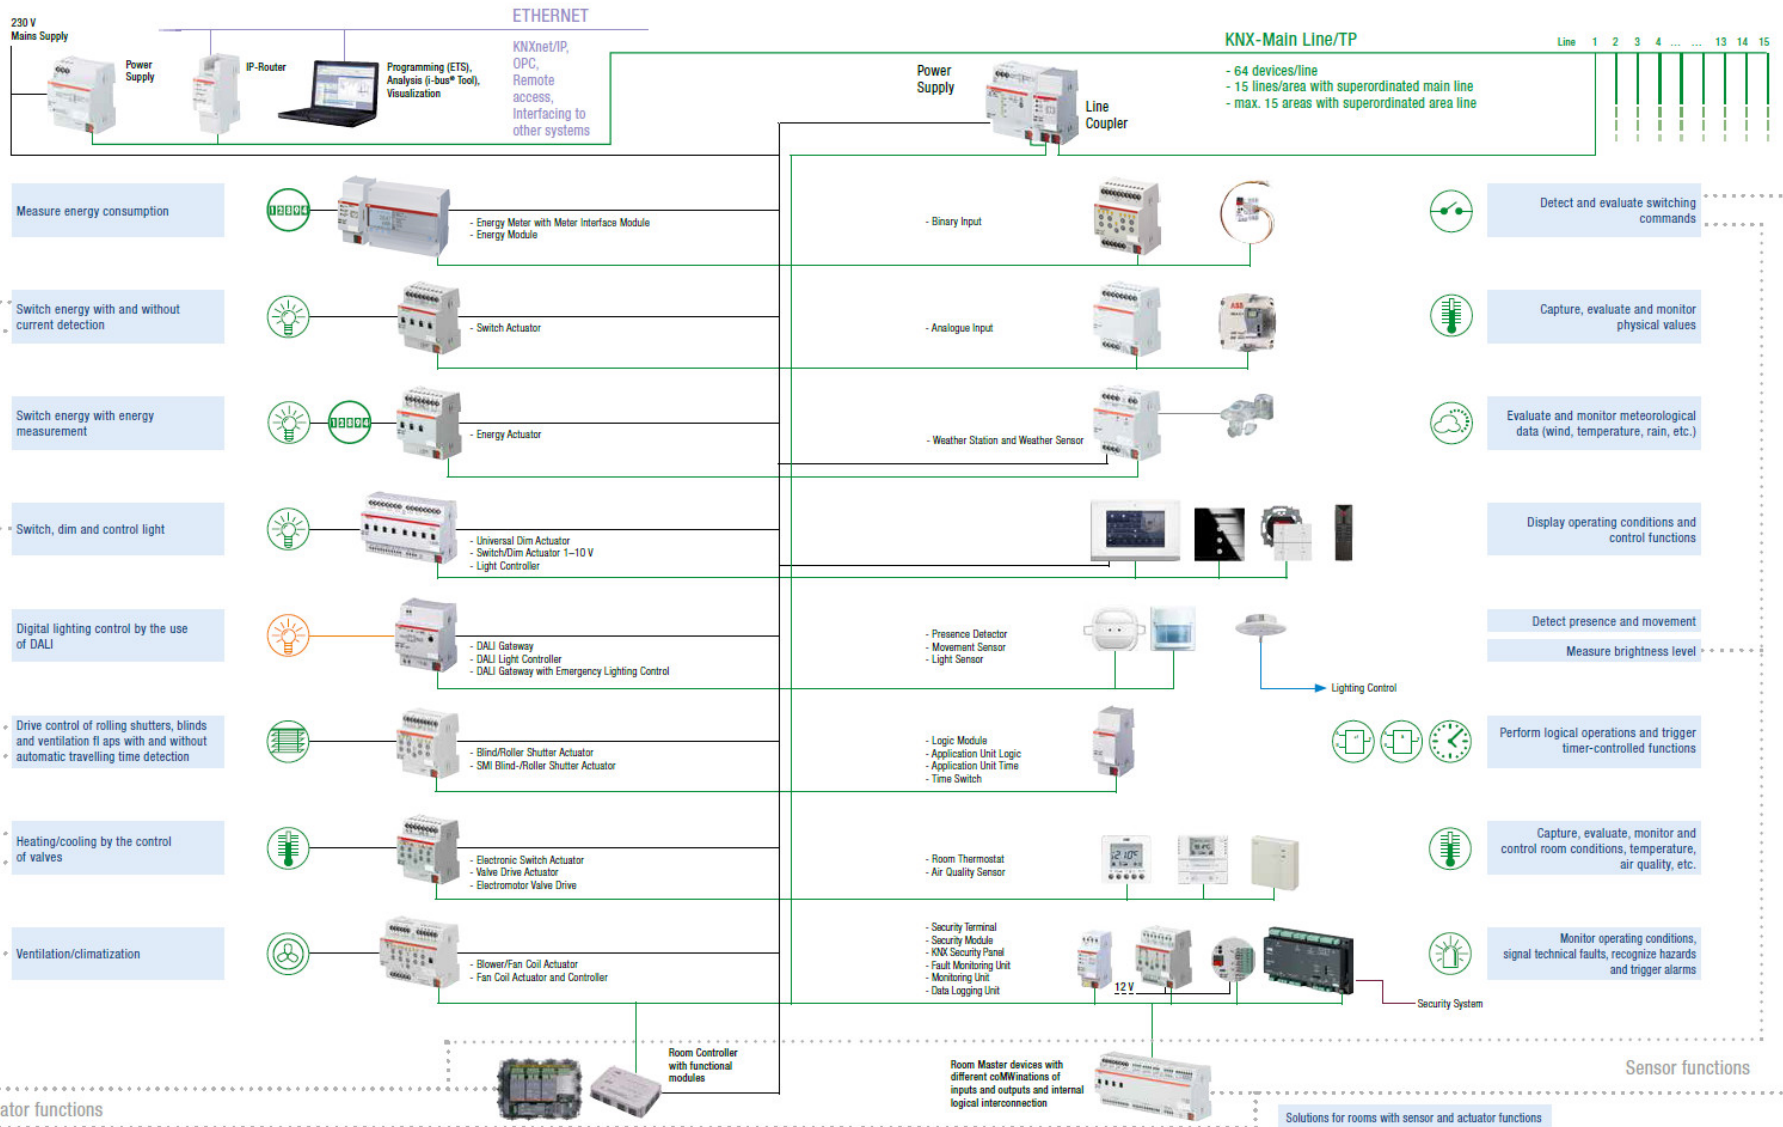 230 V
Mains Supply
Power
Supply
IP-Router
Programming (ETS),
Analysis (i-bus® Tool),
Visualization
ETHERNET
KNXnet/IP,
OPC,
Remote
access,
Interfacing to
other systems
Power
Supply
Line
Coupler
KNX-Main Line/TP
- 64 devices/line
- 15 lines/area with superordinated main line
- max. 15 areas with superordinated area line
Line 1 2 3 4 ... ... 13 14 15
Measure energy consumption
- Energy Meter with Meter Interface Module
- Energy Module
- Binary Input
Detect and evaluate switching
commands
Switch energy with and without
current detection
- Switch Actuator
- Analogue Input
ABB
Capture, evaluate and monitor
physical values
Switch energy with energy
measurement
- Energy Actuator
- Weather Station and Weather Sensor
Evaluate and monitor meteorological
data (wind, temperature, rain, etc.)
Switch, dim and control light
- Universal Dim Actuator
- Switch/Dim Actuator 1–10 V
- Light Controller
Display operating conditions and
control functions
Digital lighting control by the use
of DALI
- DALI Gateway
- DALI Light Controller
- DALI Gateway with Emergency Lighting Control
- Presence Detector
- Movement Sensor
- Light Sensor
Lighting Control
Detect presence and movement
Measure brightness level
Drive control of rolling shutters, blinds
and ventilation fl aps with and without
automatic travelling time detection
- Blind/Roller Shutter Actuator
- SMI Blind-/Roller Shutter Actuator
- Logic Module
- Application Unit Logic
- Application Unit Time
- Time Switch
Perform logical operations and trigger
timer-controlled functions
Heating/cooling by the control
of valves
- Electronic Switch Actuator
- Valve Drive Actuator
- Electromotor Valve Drive
- Room Thermostat
- Air Quality Sensor
Capture, evaluate, monitor and
control room conditions, temperature,
air quality, etc.
Ventilation/climatization
- Blower/Fan Coil Actuator
- Fan Coil Actuator and Controller
- Security Terminal
- Security Module
- KNX Security Panel
- Fault Monitoring Unit
- Monitoring Unit
- Data Logging Unit
12 V
Security System
Monitor operating conditions,
signal technical faults, recognize hazards
and trigger alarms
Room Controller
with functional
modules
Room Master devices with
different coMWinations of
inputs and outputs and internal
logical interconnection
Sensor functions
ator functions
Solutions for rooms with sensor and actuator functions